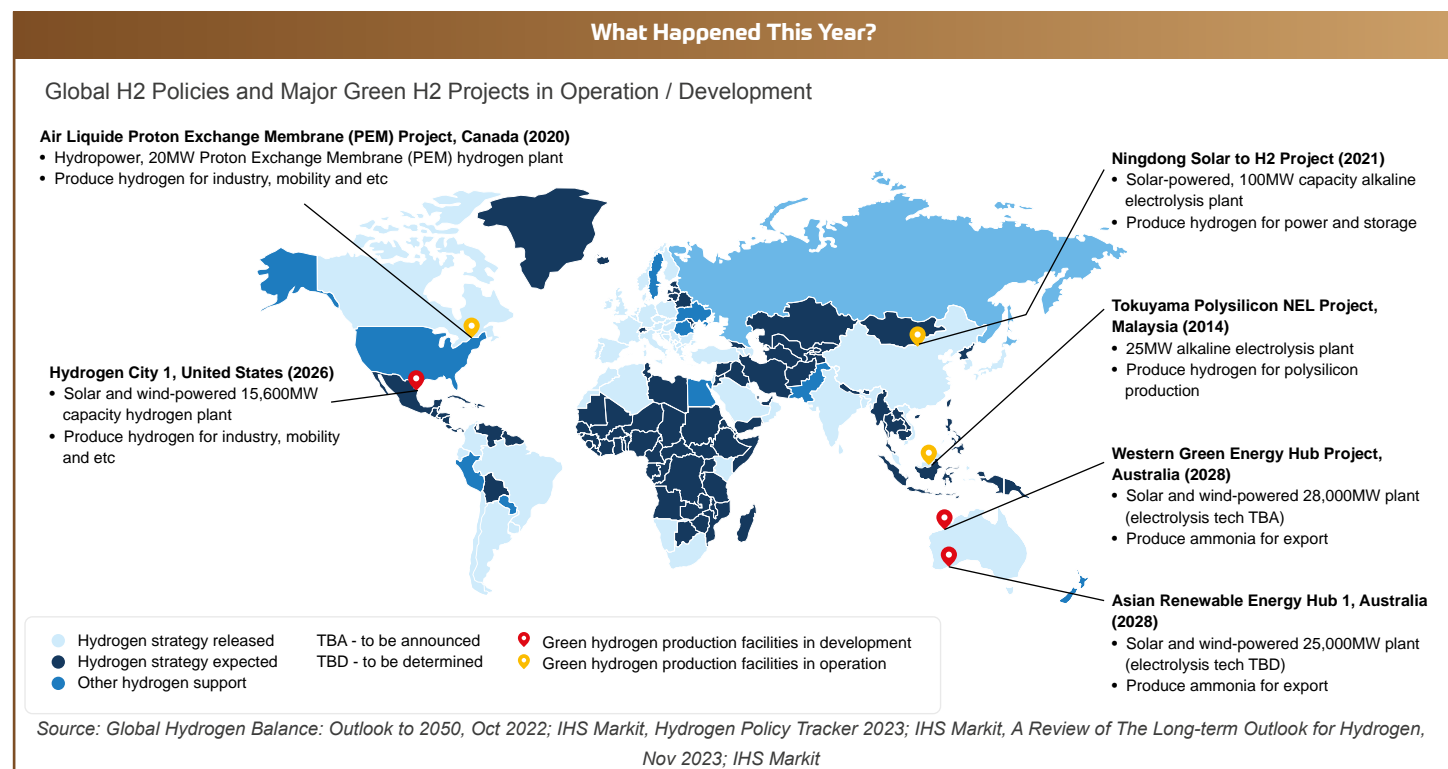 What Happened This Year?
Global H2 Policies and Major Green H2 Projects in Operation / Development
Air Liquide Proton Exchange Membrane (PEM) Project, Canada (2020)
• Hydropower, 20MW Proton Exchange Membrane (PEM) hydrogen plant
• Produce hydrogen for industry, mobility and etc
Ningdong Solar to H2 Project (2021)
• Solar-powered, 100MW capacity alkaline
electrolysis plant
• Produce hydrogen for power and storage
Tokuyama Polysilicon NEL Project,
Malaysia (2014)
• 25MW alkaline electrolysis plant
• Produce hydrogen for polysilicon
production
Hydrogen City 1, United States (2026)
• Solar and wind-powered 15,600MW
capacity hydrogen plant
• Produce hydrogen for industry, mobility
and etc
Western Green Energy Hub Project,
Australia (2028)
• Solar and wind-powered 28,000MW plant
(electrolysis tech TBA)
• Produce ammonia for export
Asian Renewable Energy Hub 1, Australia
(2028)
• Solar and wind-powered 25,000MW plant
(electrolysis tech TBD)
• Produce ammonia for export
Hydrogen strategy released
Hydrogen strategy expected
Other hydrogen support
TBA - to be announced
TBD - to be determined
Green hydrogen production facilities in development
Green hydrogen production facilities in operation
Source: Global Hydrogen Balance: Outlook to 2050, Oct 2022; IHS Markit, Hydrogen Policy Tracker 2023; IHS Markit, A Review of The Long-term Outlook for Hydrogen,
Nov 2023; IHS Markit